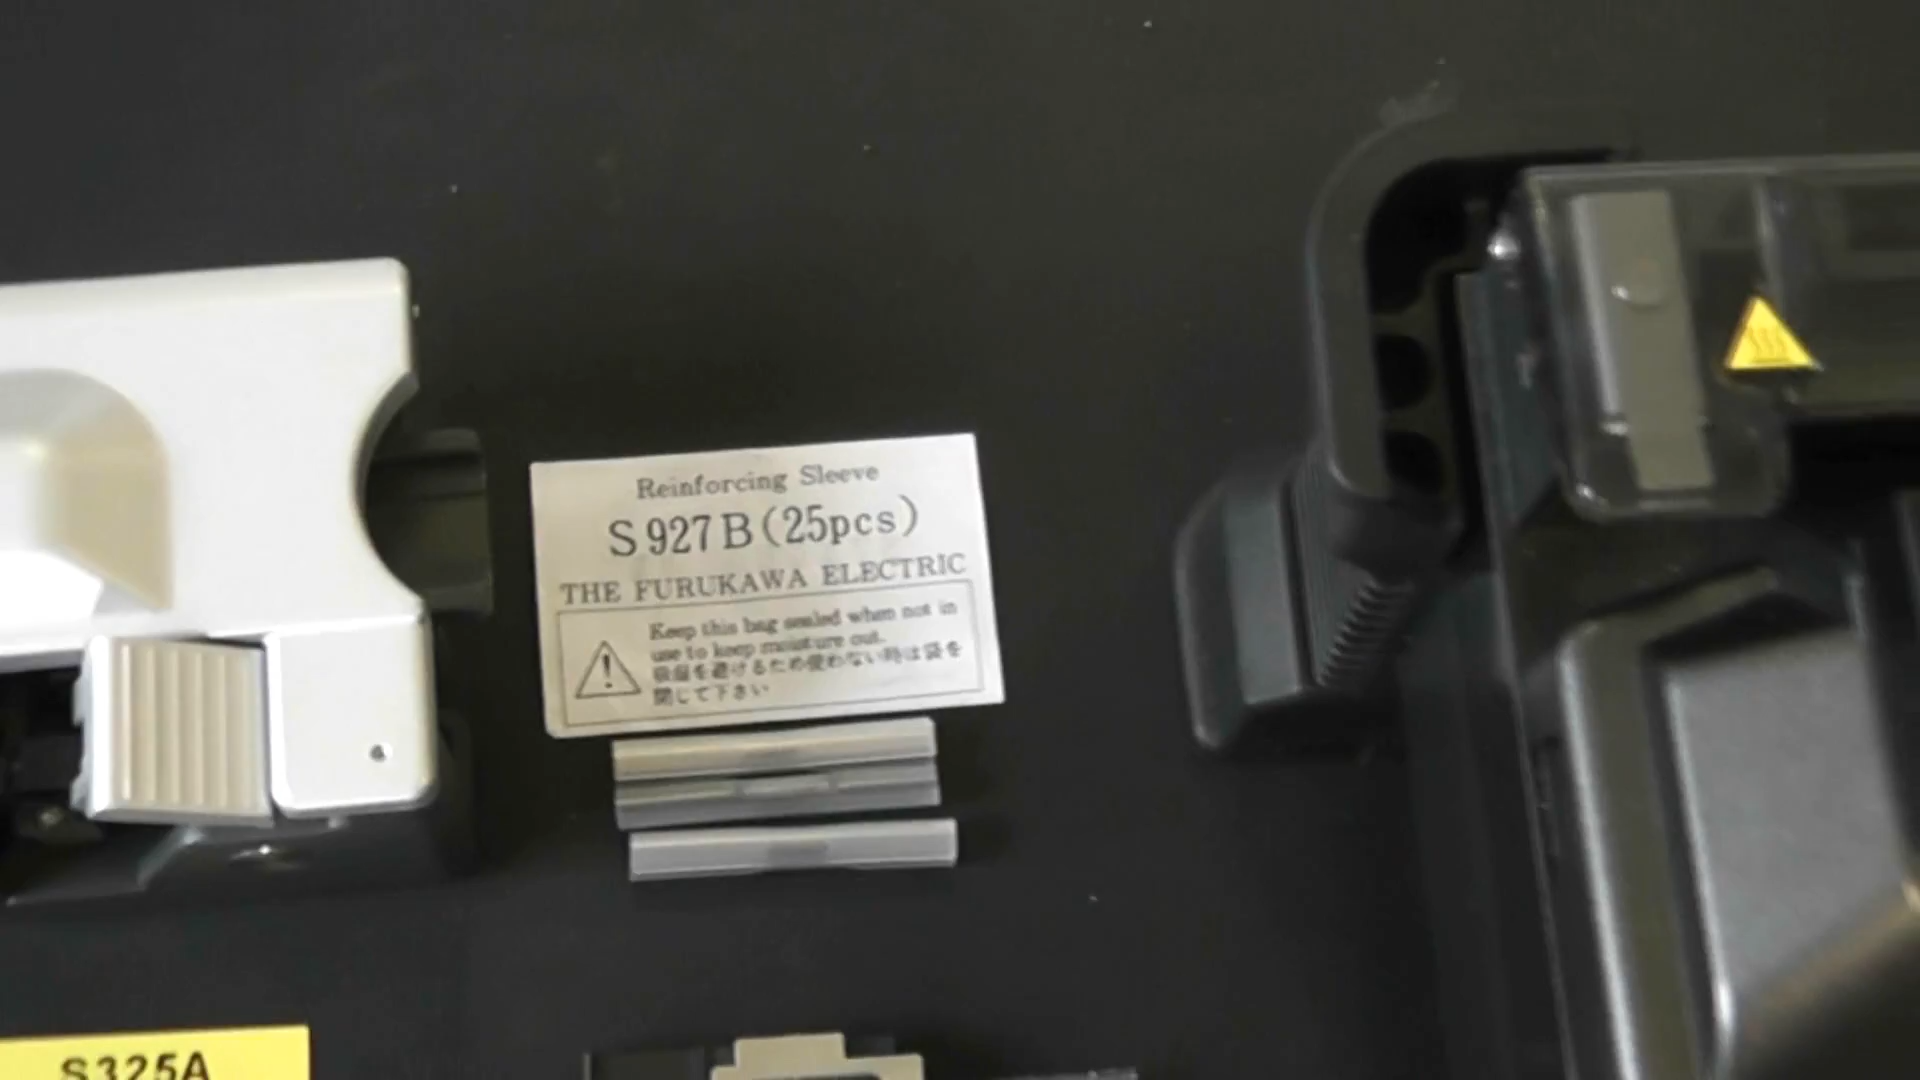 Reinforcing Sleeve
S 927 B (25pcs)
THE FURUKAWA ELECTRIC
Keep this bag sealed when not in
use to keep moisture out.
吸湿を避けるため使わない時は袋を
閉じて下さい
S325A